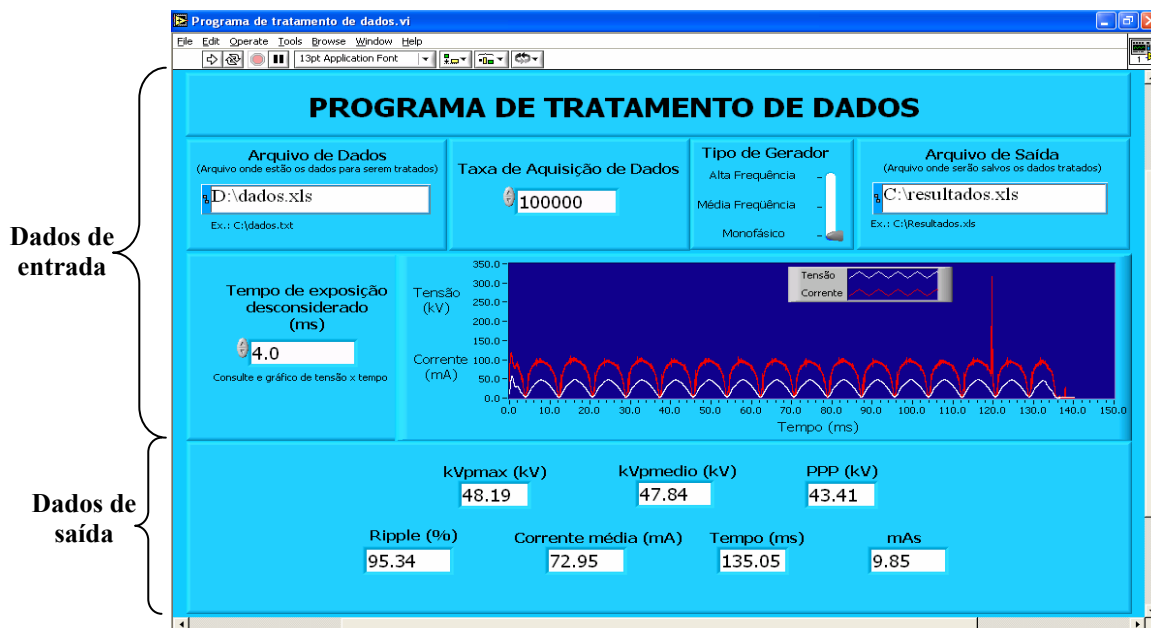 Programa de tratamento de dados.vi
File Edit Operate Tools Browse Window Help
13pt Application Font
1
PROGRAMA DE TRATAMENTO DE DADOS
Arquivo de Dados
(Arquivo onde estão os dados para serem tratados)
D:\dados.xls
Ex.: C:\dados.txt
Taxa de Aquisição de Dados
100000
Tipo de Gerador
Alta Frequência
Média Freqüência
Monofásico
Arquivo de Saída
(Arquivo onde serão salvos os dados tratados)
C:\resultados.xls
Ex.: C:\Resultados.xls
Dados de
entrada
Tempo de exposição
desconsiderado
(ms)
4.0
Consulte e gráfico de tensão x tempo
Tensão
(kV)
Corrente
(mA)
350.0
300.0
250.0
200.0
150.0
100.0
50.0
0.0
Tensão
Corrente
0.0 10.0 20.0 30.0 40.0 50.0 60.0 70.0 80.0 90.0 100.0 110.0 120.0 130.0 140.0 150.0
Tempo (ms)
Dados de
saída
kVpmax (kV) kVpmedio (kV) PPP (kV)
48.19 47.84 43.41
Ripple (%) Corrente média (mA) Tempo (ms) mAs
95.34 72.95 135.05 9.85